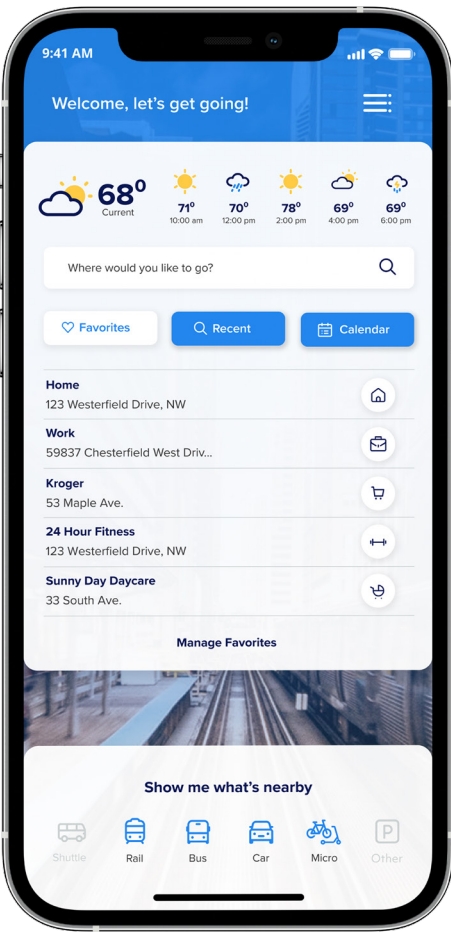 9:41 AM
Welcome, let's get going!
68⁰
Current
71⁰ 70⁰ 78⁰ 69⁰ 69⁰
10:00 am 12:00 pm 2:00 pm 4:00 pm 6:00 pm
Where would you like to go?
Favorites Recent Calendar
Home
123 Westerfield Drive, NW
Work
59837 Chesterfield West Driv...
Kroger
53 Maple Ave.
24 Hour Fitness
123 Westerfield Drive, NW
Sunny Day Daycare
33 South Ave.
Manage Favorites
Show me what's nearby
P
Shuttle Rail Bus Car Micro Other